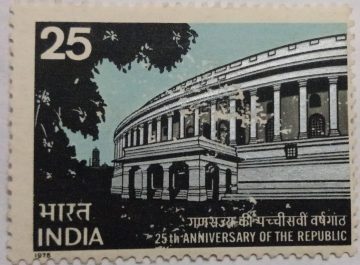 25
गणराज्य की पच्चीसवीं वर्षगाठ
भारत
INDIA
25th ANNIVERSARY OF THE REPUBLIC
1975